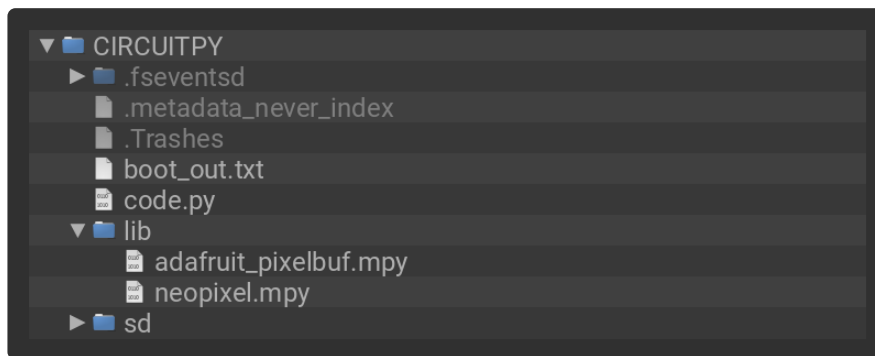 CIRCUITPY
.fseventsd
.metadata_never_index
.Trashes
boot_out.txt
code.py
lib
adafruit_pixelbuf.mpy
neopixel.mpy
sd